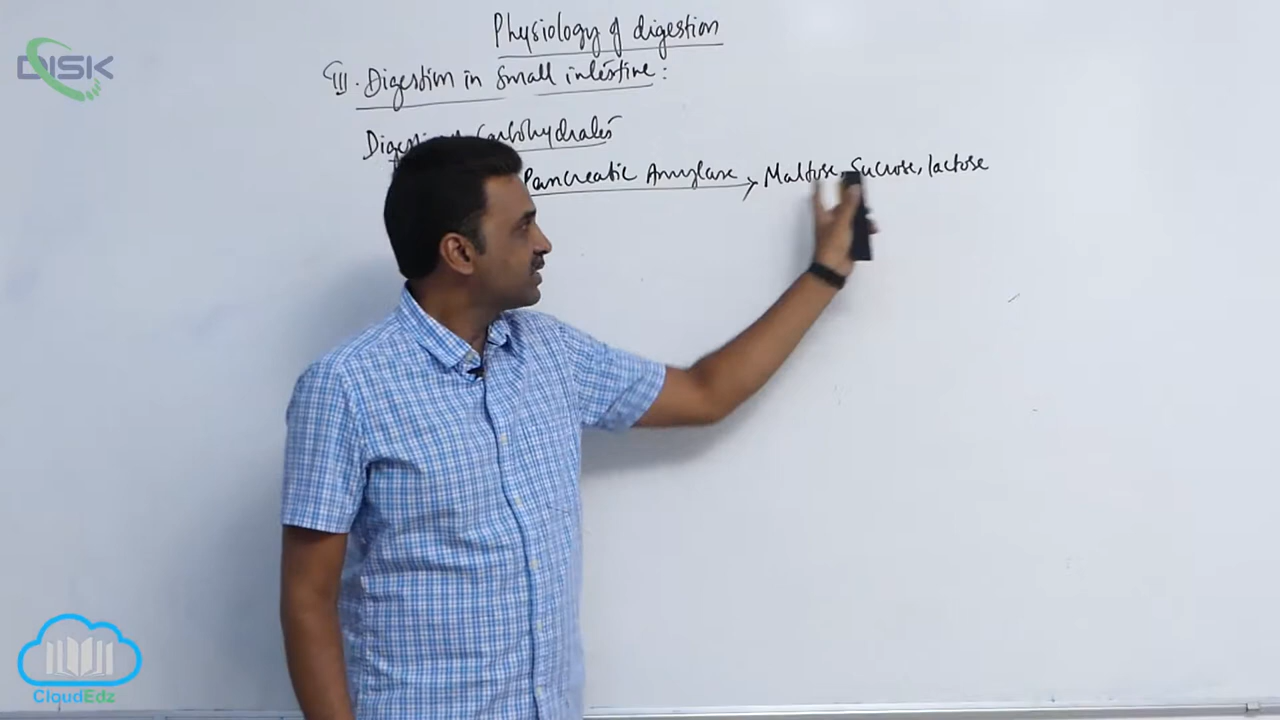 Physiology of digestion
DISK
III. Digestion in Small intestine :
Carbohydrates
Pancreatic Amylase → Maltose, Sucrose, lactose
CloudEdz